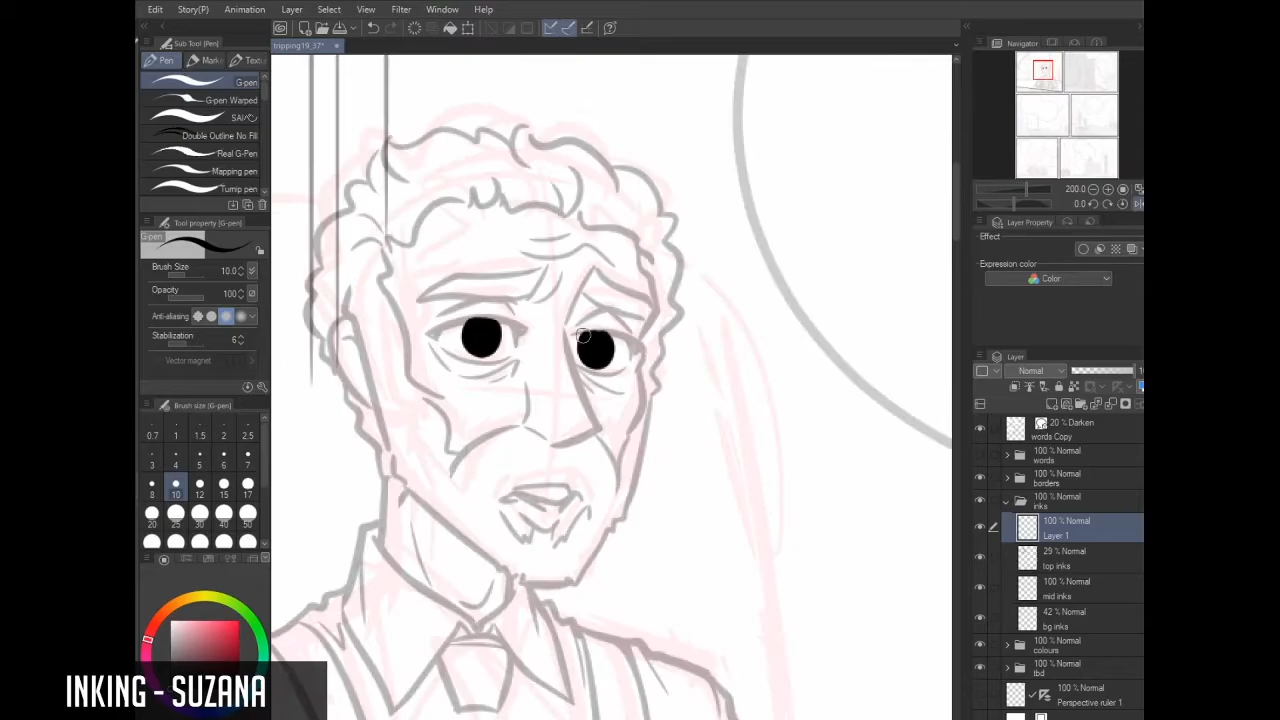 Edit Story(P) Animation Layer Select View Filter Window Help
tripping19_37*
Sub Tool [Pen]
Pen Marke Textu
G-pen
G-pen Warped
SAI
Double Outline No Fill
Real G-Pen
Mapping pen
Turnip pen
Tool property [G-pen]
G-pen
Brush Size 10.0
Opacity 100
Anti-aliasing
Stabilization 6
Vector magnet
Brush size [G-pen]
0.7 1 1.5 2 2.5
3 4 5 6 7
8 10 12 15 17
20 25 30 40 50
INKING - SUZANA
Navigator
200.0
0.0
Layer Property
Effect
Expression color
Color
Layer
Normal
20 % Darken
words Copy
100 % Normal
words
100 % Normal
borders
100 % Normal
inks
100 % Normal
Layer 1
29 % Normal
top inks
100 % Normal
mid inks
42 % Normal
bg inks
100 % Normal
colours
100 % Normal
tbd
100 % Normal
Perspective ruler 1